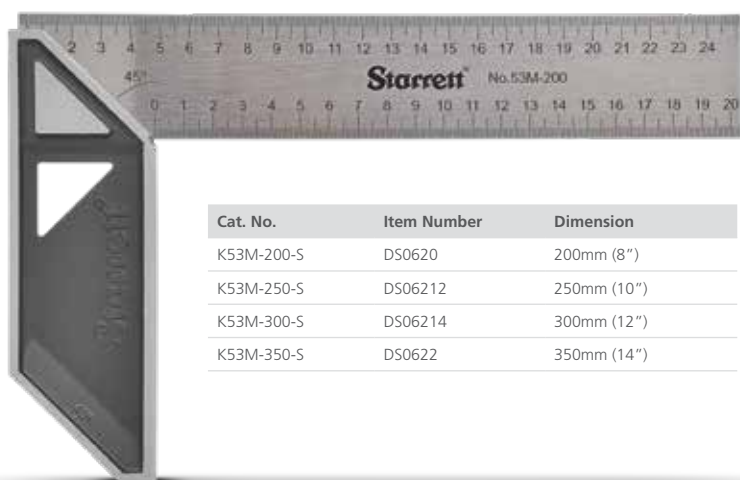 2 3 4 5 6 7 8 9 10 11 12 13 14 15 16 17 18 19 20 21 22 23 24
45°
Starrett No.53M-200
0 1 2 3 4 5 6 7 8 9 10 11 12 13 14 15 16 17 18 19 20
Starrett
Cat. No. Item Number Dimension
K53M-200-S DS0620 200mm (8”)
K53M-250-S DS06212 250mm (10”)
K53M-300-S DS06214 300mm (12”)
K53M-350-S DS0622 350mm (14”)